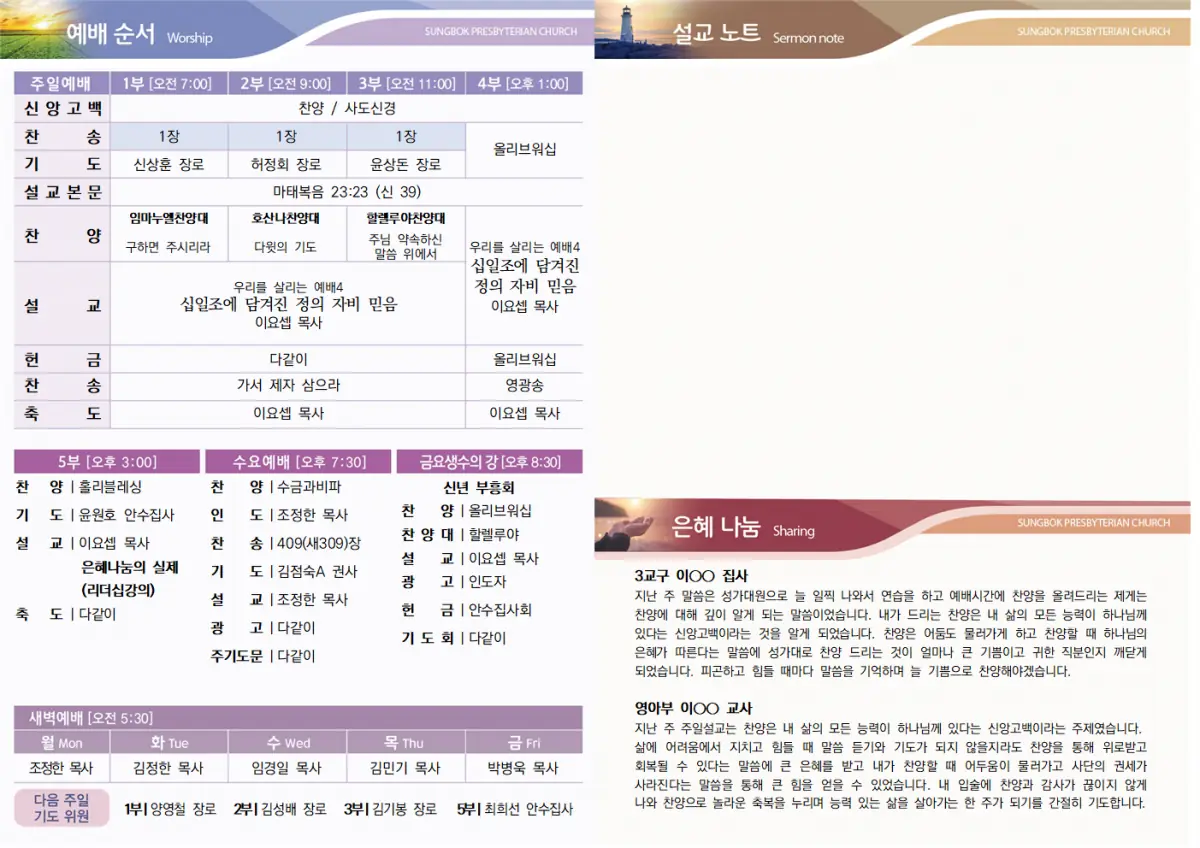 예배 순서 Worship
SUNGBOK PRESBYTERIAN CHURCH
주일예배 1부 [오전 7:00] 2부 [오전 9:00] 3부 [오전 11:00] 4부 [오후 1:00]
신 앙 고 백 찬양 / 사도신경
찬 송 1장 1장 1장
올리브워십
기 도 신상훈 장로 허정회 장로 윤상돈 장로
설 교 본 문 마태복음 23:23 (신 39)
찬 양
임마누엘찬양대 호산나찬양대 할렐루야찬양대
구하면 주시리라 다윗의 기도 주님 약속하신
말씀 위에서
우리를 살리는 예배4
십일조에 담겨진
정의 자비 믿음
이요셉 목사
설 교
우리를 살리는 예배4
십일조에 담겨진 정의 자비 믿음
이요셉 목사
헌 금 다같이 올리브워십
찬 송 가서 제자 삼으라 영광송
축 도 이요셉 목사 이요셉 목사
5부 [오후 3:00]
찬 양 | 홀리블레싱
기 도 | 윤원호 안수집사
설 교 | 이요셉 목사
은혜나눔의 실제
(리더십강의)
축 도 | 다같이
수요예배 [오후 7:30]
찬 양 | 수금과비파
인 도 | 조정한 목사
찬 송 | 409(새309)장
기 도 | 김점숙A 권사
설 교 | 조정한 목사
광 고 | 다같이
주기도문 | 다같이
금요생수의 강 [오후 8:30]
신년 부흥회
찬 양 | 올리브워십
찬 양 대 | 할렐루야
설 교 | 이요셉 목사
광 고 | 인도자
헌 금 | 안수집사회
기 도 회 | 다같이
새벽예배 [오전 5:30]
월 Mon 화 Tue 수 Wed 목 Thu 금 Fri
조정한 목사 김정한 목사 임경일 목사 김민기 목사 박병욱 목사
다음 주일
기도 위원
1부| 양영철 장로 2부| 김성배 장로 3부| 김기봉 장로 5부| 최희선 안수집사
설교 노트 Sermon note
SUNGBOK PRESBYTERIAN CHURCH
은혜 나눔 Sharing
SUNGBOK PRESBYTERIAN CHURCH
3교구 이○○ 집사
지난 주 말씀은 성가대원으로 늘 일찍 나와서 연습을 하고 예배시간에 찬양을 올려드리는 제게는
찬양에 대해 깊이 알게 되는 말씀이었습니다. 내가 드리는 찬양은 내 삶의 모든 능력이 하나님께
있다는 신앙고백이라는 것을 알게 되었습니다. 찬양은 어둠도 물러가게 하고 찬양할 때 하나님의
은혜가 따른다는 말씀에 성가대로 찬양 드리는 것이 얼마나 큰 기쁨이고 귀한 직분인지 깨닫게
되었습니다. 피곤하고 힘들 때마다 말씀을 기억하며 늘 기쁨으로 찬양해야겠습니다.
영아부 이○○ 교사
지난 주 주일설교는 찬양은 내 삶의 모든 능력이 하나님께 있다는 신앙고백이라는 주제였습니다.
삶에 어려움에서 지치고 힘들 때 말씀 듣기와 기도가 되지 않을지라도 찬양을 통해 위로받고
회복될 수 있다는 말씀에 큰 은혜를 받고 내가 찬양할 때 어두움이 물러가고 사단의 권세가
사라진다는 말씀을 통해 큰 힘을 얻을 수 있었습니다. 내 입술에 찬양과 감사가 끊이지 않게
나와 찬양으로 놀라운 축복을 누리며 능력 있는 삶을 살아가는 한 주가 되기를 간절히 기도합니다.